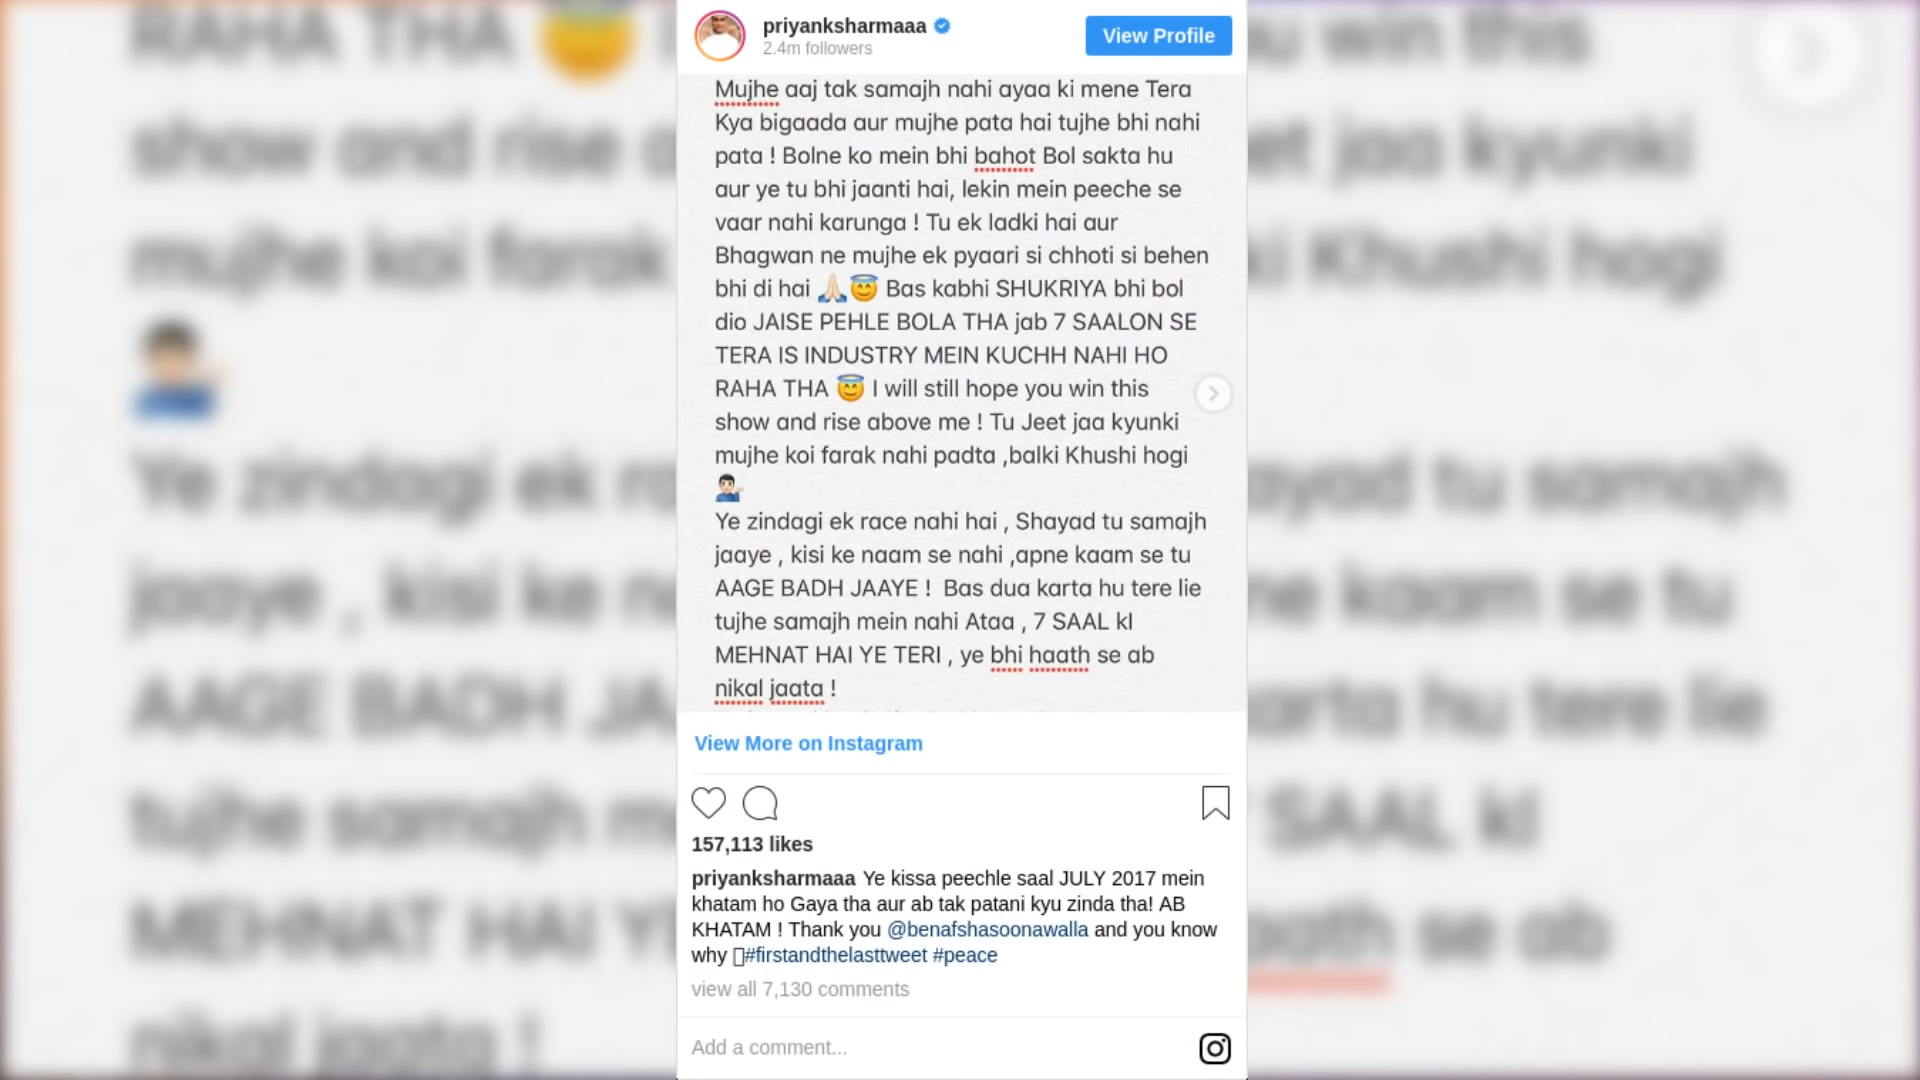 priyanksharmaaa
2.4m followers
View Profile
Mujhe aaj tak samajh nahi ayaa ki mene Tera
Kya bigaada aur mujhe pata hai tujhe bhi nahi
pata ! Bolne ko mein bhi bahot Bol sakta hu
aur ye tu bhi jaanti hai, lekin mein peeche se
vaar nahi karunga ! Tu ek ladki hai aur
Bhagwan ne mujhe ek pyaari si chhoti si behen
bhi di hai 🙏🏻😇 Bas kabhi SHUKRIYA bhi bol
dio JAISE PEHLE BOLA THA jab 7 SAALON SE
TERA IS INDUSTRY MEIN KUCHH NAHI HO
RAHA THA 😇 I will still hope you win this
show and rise above me ! Tu Jeet jaa kyunki
mujhe koi farak nahi padta ,balki Khushi hogi
💁🏻‍♂️
Ye zindagi ek race nahi hai , Shayad tu samajh
jaaye , kisi ke naam se nahi ,apne kaam se tu
AAGE BADH JAAYE ! Bas dua karta hu tere lie
tujhe samajh mein nahi Ataa , 7 SAAL kI
MEHNAT HAI YE TERI , ye bhi haath se ab
nikal jaata !
View More on Instagram
157,113 likes
priyanksharmaaa Ye kissa peechle saal JULY 2017 mein
khatam ho Gaya tha aur ab tak patani kyu zinda tha! AB
KHATAM ! Thank you @benafshasoonawalla and you know
why #firstandthelasttweet #peace
view all 7,130 comments
Add a comment...